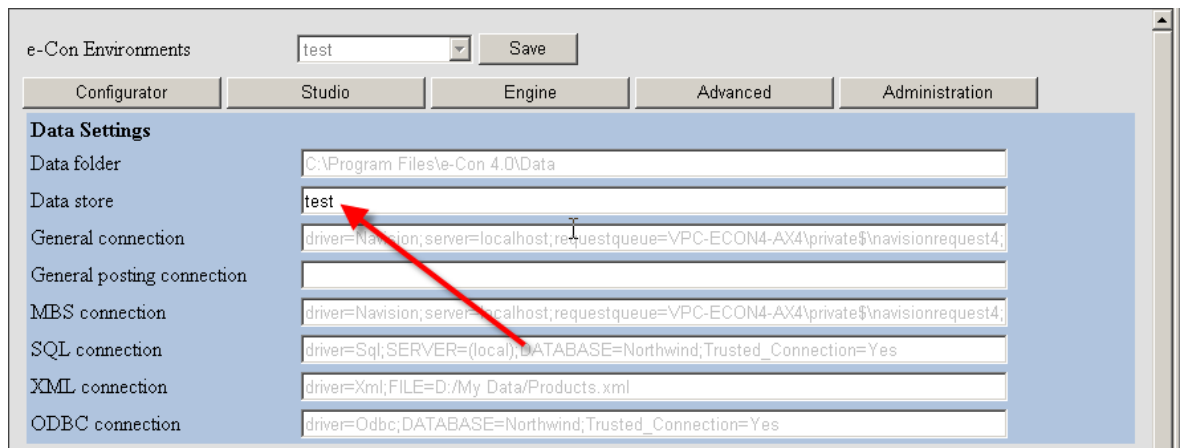 e-Con Environments test Save
Configurator Studio Engine Advanced Administration
Data Settings
Data folder C:\Program Files\e-Con 4.0\Data
Data store test
General connection driver=Navision;server=localhost;requestqueue=VPC-ECON4-AX4\private$\navisionrequest4;
General posting connection
MBS connection driver=Navision;server=localhost;requestqueue=VPC-ECON4-AX4\private$\navisionrequest4;
SQL connection driver=Sql;SERVER=(local);DATABASE=Northwind;Trusted_Connection=Yes
XML connection driver=Xml;FILE=D:/My Data/Products.xml
ODBC connection driver=Odbc;DATABASE=Northwind;Trusted_Connection=Yes